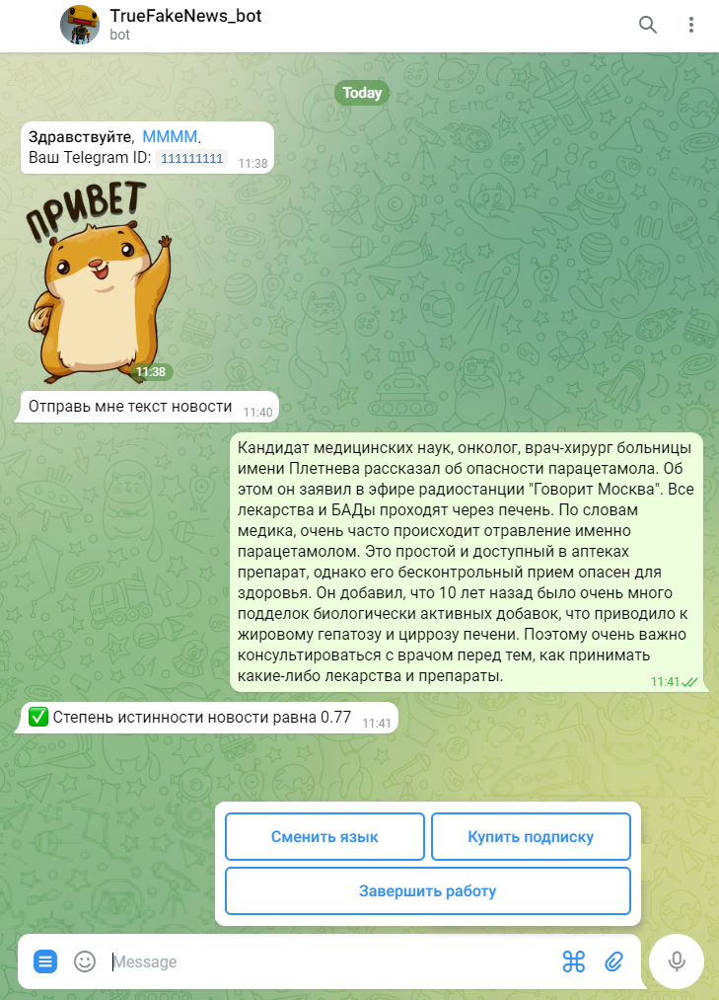 TrueFakeNews_bot
bot
Today
Здравствуйте, MMMM.
Ваш Telegram ID: 111111111 11:38
ПРИВЕТ
11:38
Отправь мне текст новости 11:40
Кандидат медицинских наук, онколог, врач-хирург больницы
имени Плетнева рассказал об опасности парацетамола. Об
этом он заявил в эфире радиостанции "Говорит Москва". Все
лекарства и БАДы проходят через печень. По словам
медика, очень часто происходит отравление именно
парацетамолом. Это простой и доступный в аптеках
препарат, однако его бесконтрольный прием опасен для
здоровья. Он добавил, что 10 лет назад было очень много
подделок биологически активных добавок, что приводило к
жировому гепатозу и циррозу печени. Поэтому очень важно
консультироваться с врачом перед тем, как принимать
какие-либо лекарства и препараты. 11:41
Степень истинности новости равна 0.77 11:41
Сменить язык Купить подписку
Завершить работу
Message